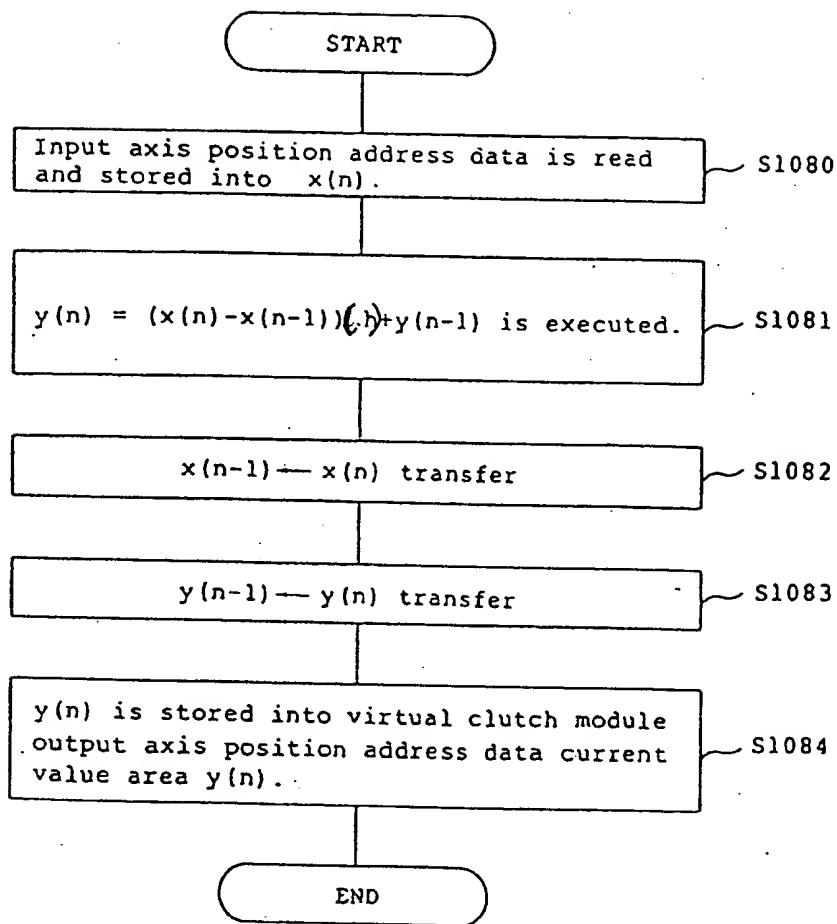 START
Input axis position address data is read
and stored into x(n).
S1080
y(n) = (x(n)-x(n-1))(.h)+y(n-1) is executed.
S1081
x(n-1)← x(n) transfer
S1082
y(n-1)← y(n) transfer
S1083
y(n) is stored into virtual clutch module
output axis position address data current
value area y(n).
S1084
END